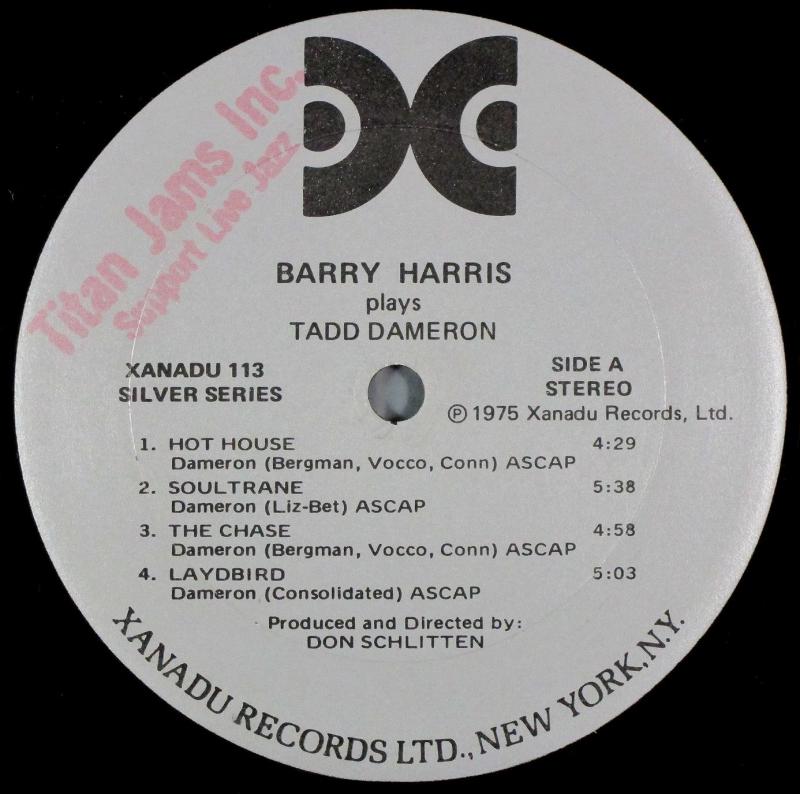 Titan Jams Inc.
Support Live Jazz
BARRY HARRIS
plays
TADD DAMERON
XANADU 113
SILVER SERIES
SIDE A
STEREO
℗ 1975 Xanadu Records, Ltd.
1. HOT HOUSE 4:29
Dameron (Bergman, Vocco, Conn) ASCAP
2. SOULTRANE 5:38
Dameron (Liz-Bet) ASCAP
3. THE CHASE 4:58
Dameron (Bergman, Vocco, Conn) ASCAP
4. LAYDBIRD 5:03
Dameron (Consolidated) ASCAP
Produced and Directed by:
DON SCHLITTEN
XANADU RECORDS LTD., NEW YORK, N.Y.